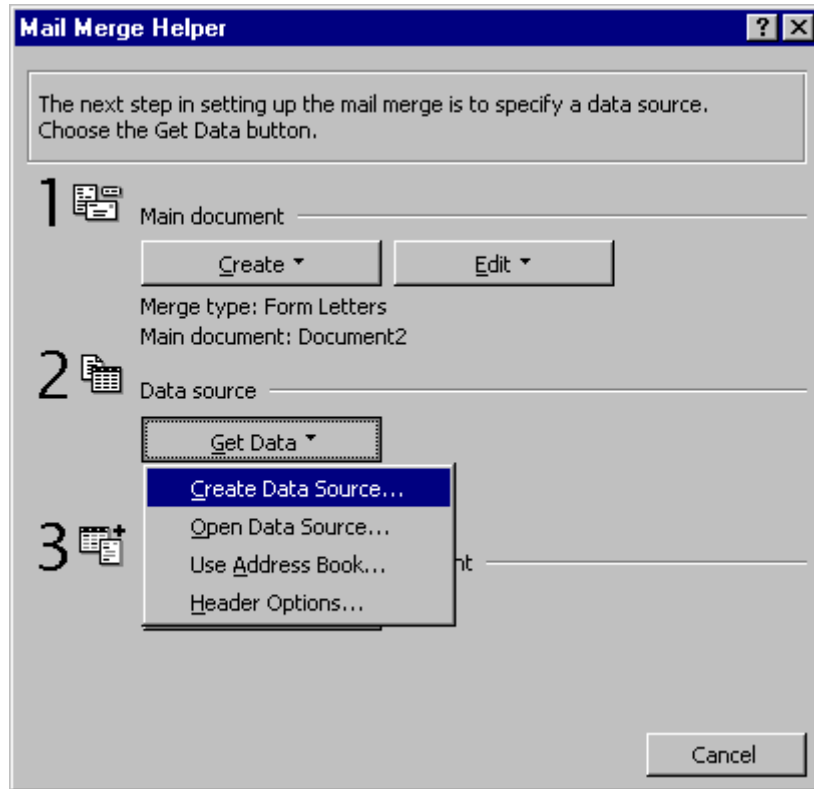 Mail Merge Helper
The next step in setting up the mail merge is to specify a data source.
Choose the Get Data button.
1
Main document
Create Edit
Merge type: Form Letters
Main document: Document2
2
Data source
Get Data
Create Data Source...
Open Data Source...
3
Use Address Book...
Header Options...
Cancel